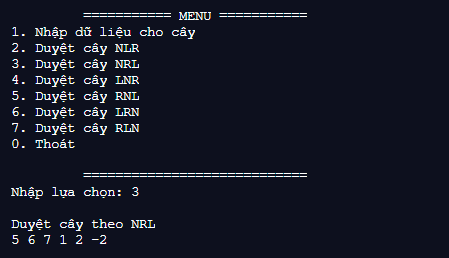 =========== MENU ===========
1. Nhập dữ liệu cho cây
2. Duyệt cây NLR
3. Duyệt cây NRL
4. Duyệt cây LNR
5. Duyệt cây RNL
6. Duyệt cây LRN
7. Duyệt cây RLN
0. Thoát
============================
Nhập lựa chọn: 3
Duyệt cây theo NRL
5 6 7 1 2 -2